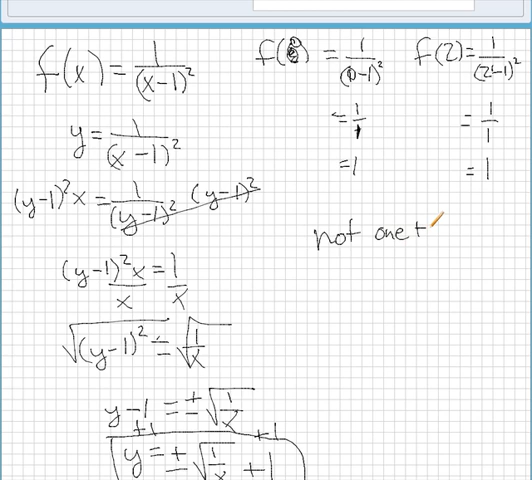 f(x) = 1/(x-1)²
y = 1/(x-1)²
(y-1)²x = 1/(y-1)² (y-1)²
(y-1)²x/x = 1/x
√(y-1)² = ±√(1/x)
y-1 = ±√(1/x)
+1 +1
y = ±√(1/x) +1
f(0) = 1/(0-1)²
= 1/1
= 1
f(2) = 1/(2-1)²
= 1/1
= 1
not one t